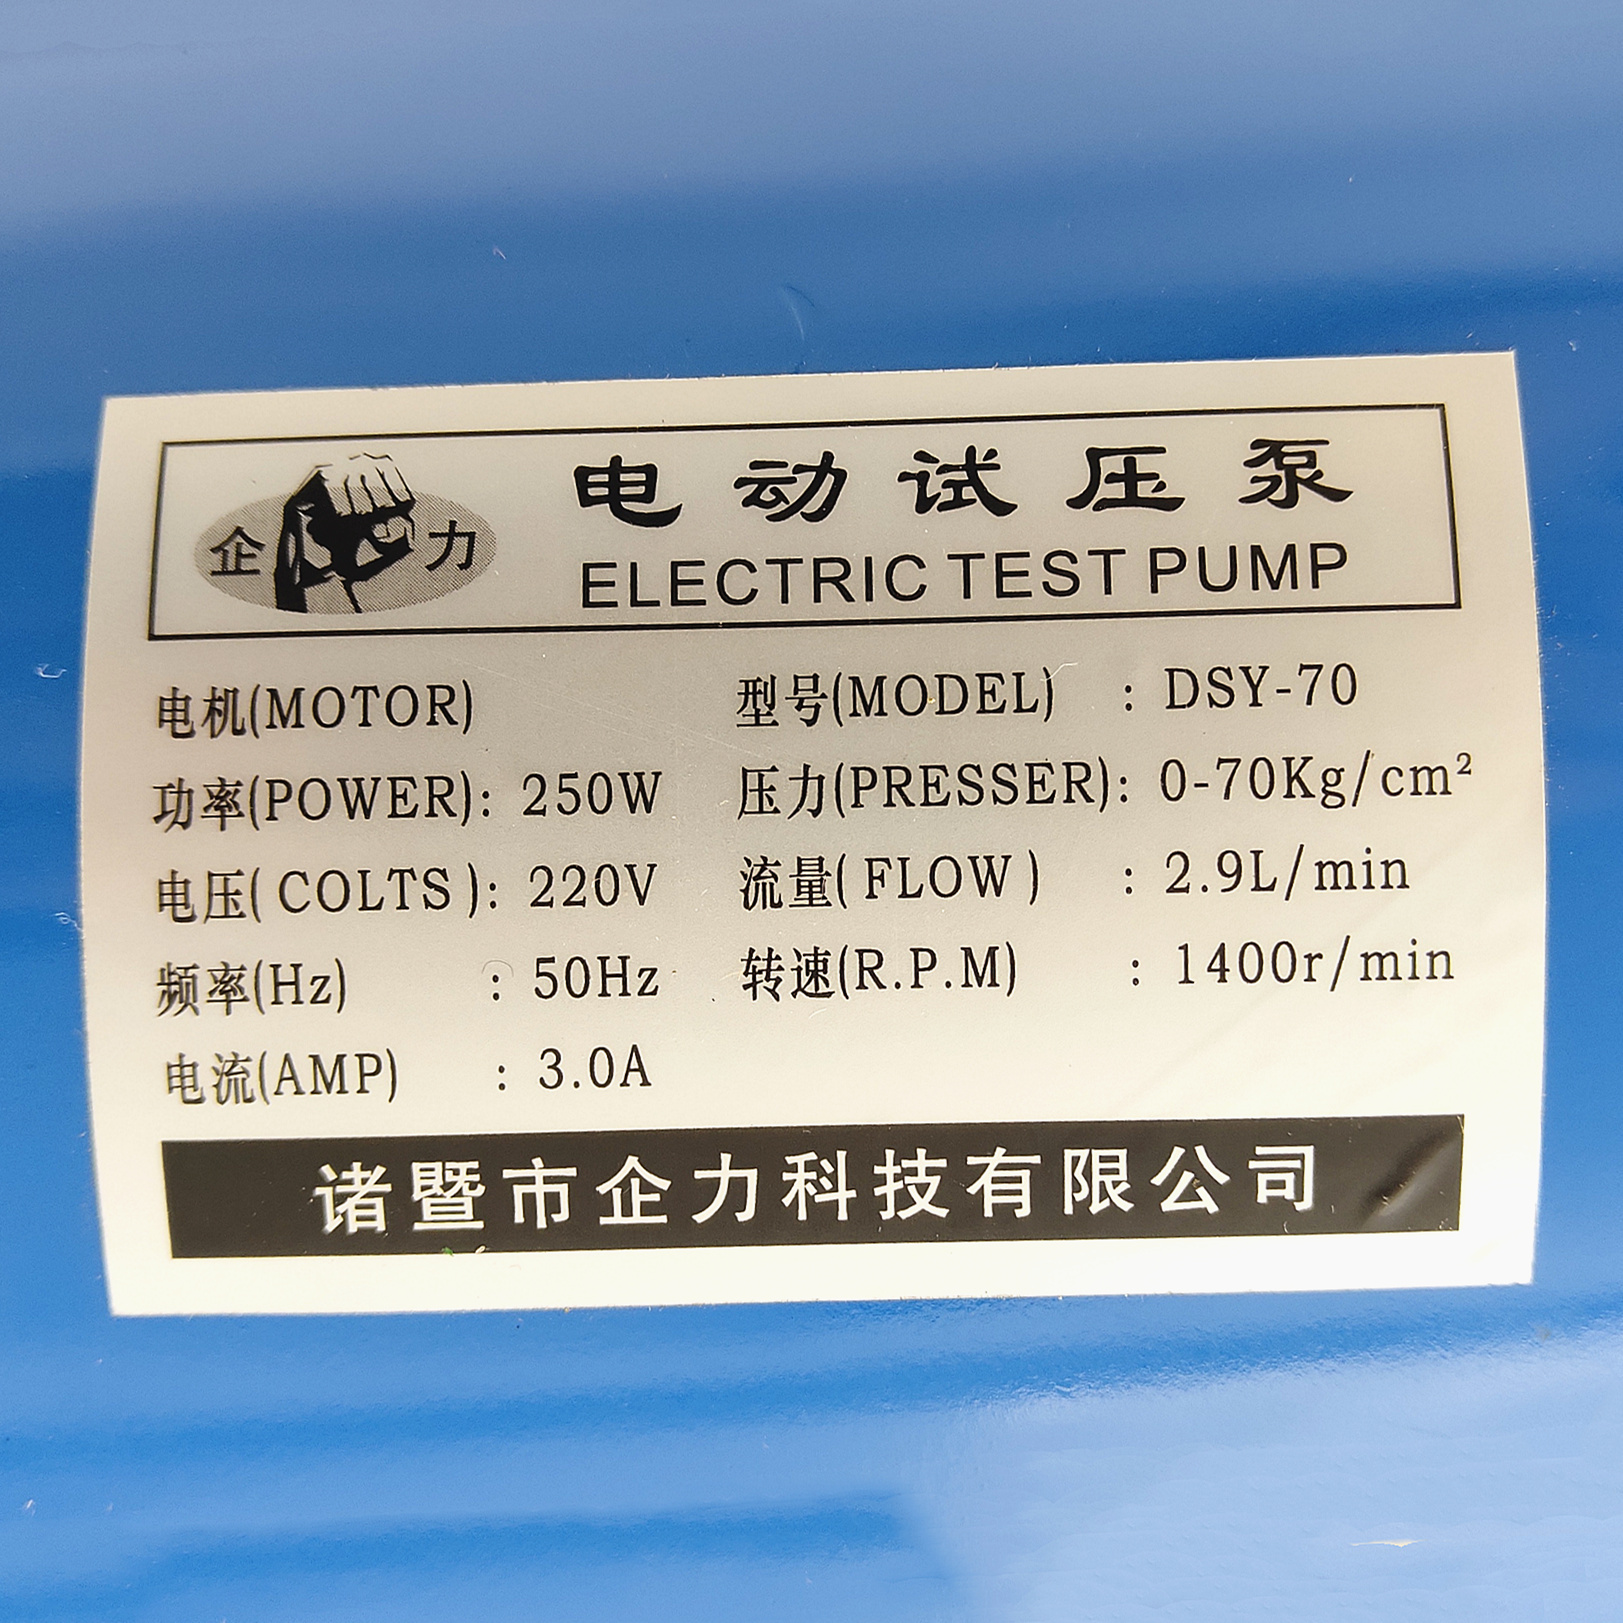 企力
电动试压泵
ELECTRIC TEST PUMP
电机(MOTOR) 型号(MODEL) : DSY-70
功率(POWER): 250W 压力(PRESSER): 0-70Kg/cm²
电压(COLTS): 220V 流量(FLOW) : 2.9L/min
频率(Hz) : 50Hz 转速(R.P.M) : 1400r/min
电流(AMP) : 3.0A
诸暨市企力科技有限公司